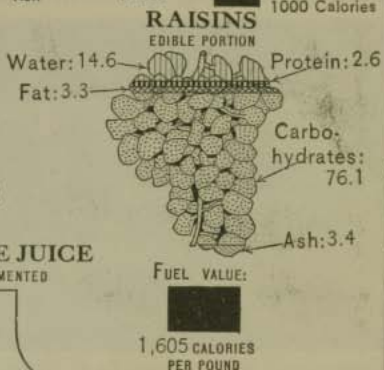 1000 Calories
RAISINS
EDIBLE PORTION
Water: 14.6
Protein: 2.6
Fat: 3.3
Carbo-
hydrates:
76.1
Ash: 3.4
E JUICE
MENTED
FUEL VALUE:
1,605 CALORIES
PER POUND